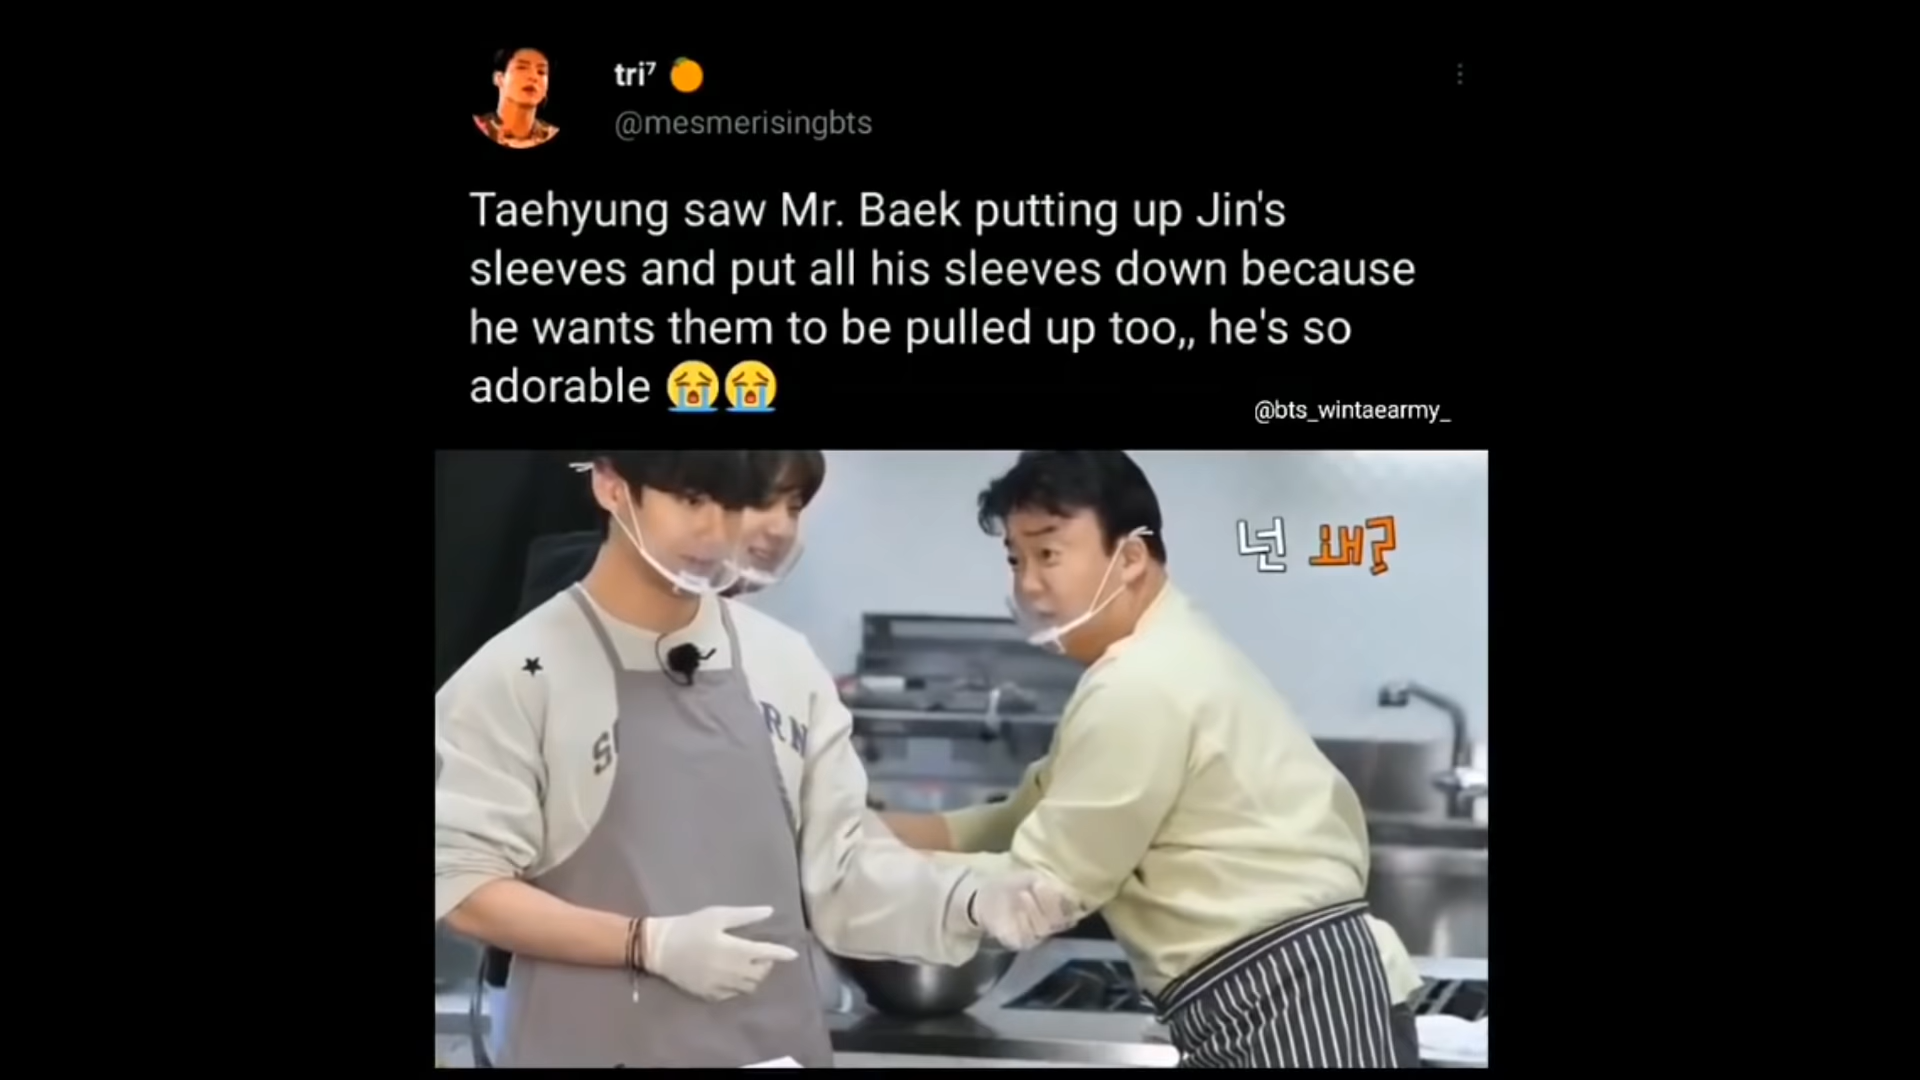 tri⁷ 🍊
@mesmerisingbts
Taehyung saw Mr. Baek putting up Jin's
sleeves and put all his sleeves down because
he wants them to be pulled up too,, he's so
adorable 😭😭
@bts_wintaearmy_
넌 왜?